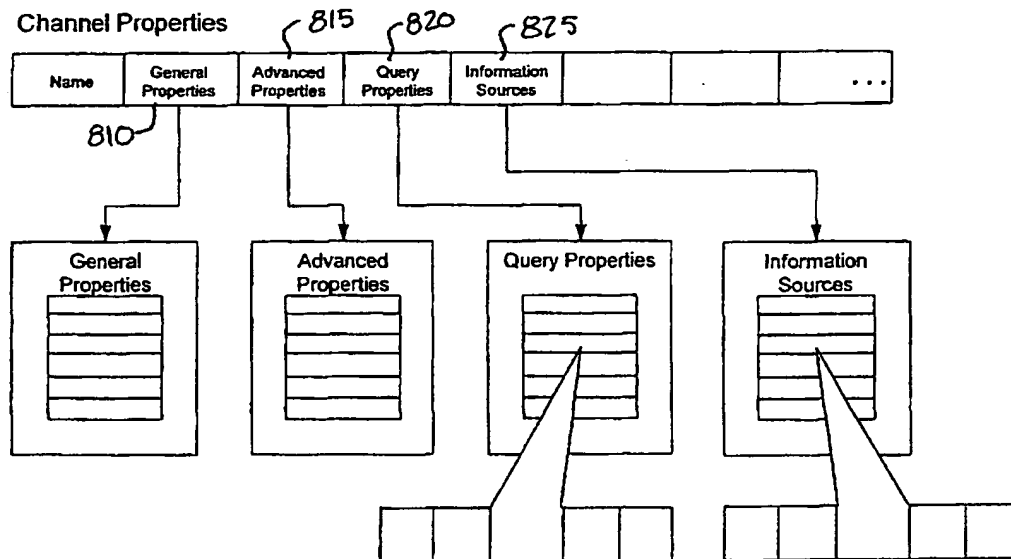 Channel Properties
815
820
825
Name
General
Properties
Advanced
Properties
Query
Properties
Information
Sources
...
810
General
Properties
Advanced
Properties
Query Properties
Information
Sources